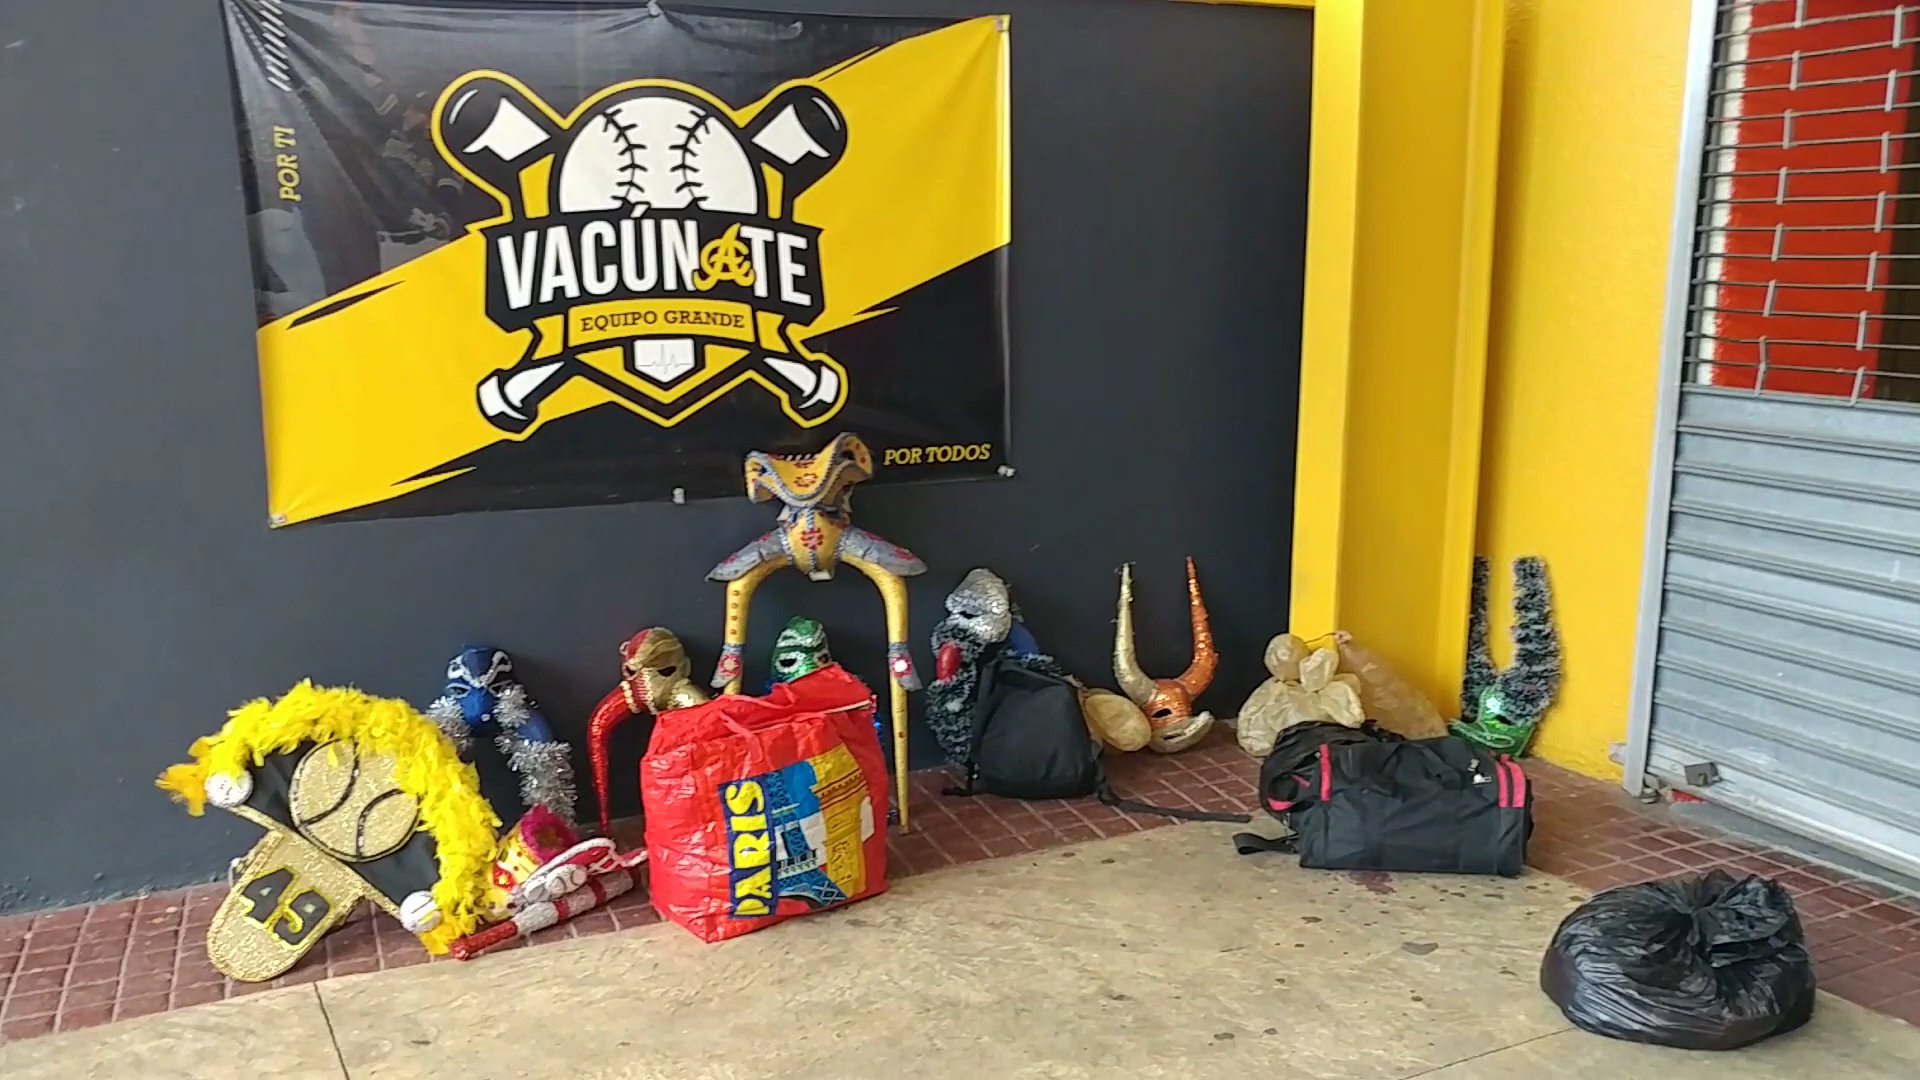 POR TI
VACÚNATE
EQUIPO GRANDE
POR TODOS
PARIS
49